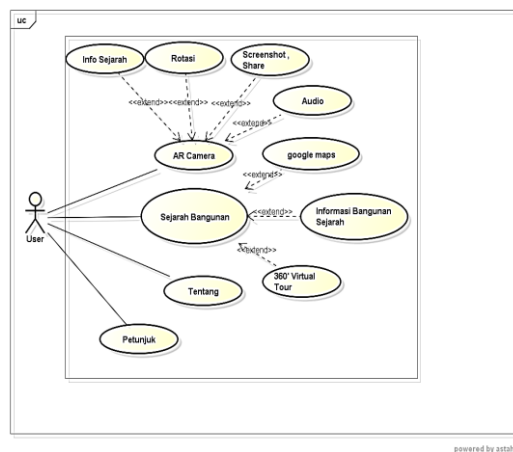 uc
Info Sejarah
Rotasi
Screenshot ,
Share
<<extend>>
<<extend>>
<<extend>>
Audio
<<extend>>
AR Camera
google maps
<<extend>>
Sejarah Bangunan
<<extend>>
Informasi Bangunan
Sejarah
User
<<extend>>
360' Virtual
Tour
Tentang
Petunjuk
powered by astah